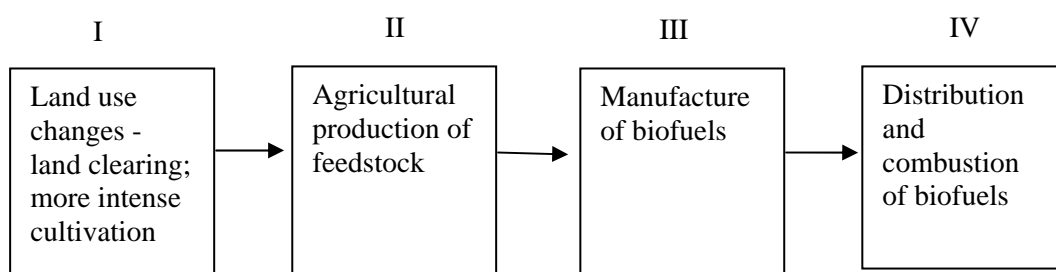 I
II
III
IV
Land use
changes -
land clearing;
more intense
cultivation
Agricultural
production of
feedstock
Manufacture
of biofuels
Distribution
and
combustion
of biofuels